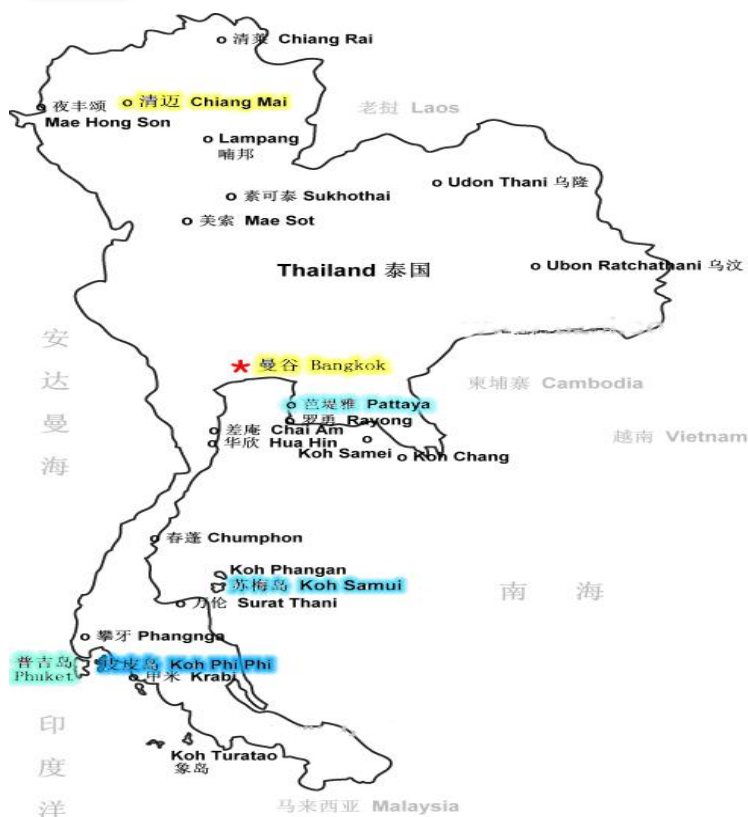 清莱 Chiang Rai
清迈 Chiang Mai
夜丰颂
Mae Hong Son
老挝 Laos
Lampang
喃邦
Udon Thani 乌隆
素可泰 Sukhothai
美索 Mae Sot
Thailand 泰国
Ubon Ratchathani 乌汶
安
达
曼
海
曼谷 Bangkok
柬埔寨 Cambodia
芭堤雅 Pattaya
罗勇 Rayong
差庵 Chai Am
华欣 Hua Hin
Koh Samei
Koh Chang
越南 Vietnam
春蓬 Chumphon
Koh Phangan
苏梅岛 Koh Samui
万伦 Surat Thani
南 海
攀牙 Phangnga
普吉岛
Phuket
皮皮岛 Koh Phi Phi
甲米 Krabi
印
度
洋
Koh Turatao
象岛
马来西亚 Malaysia